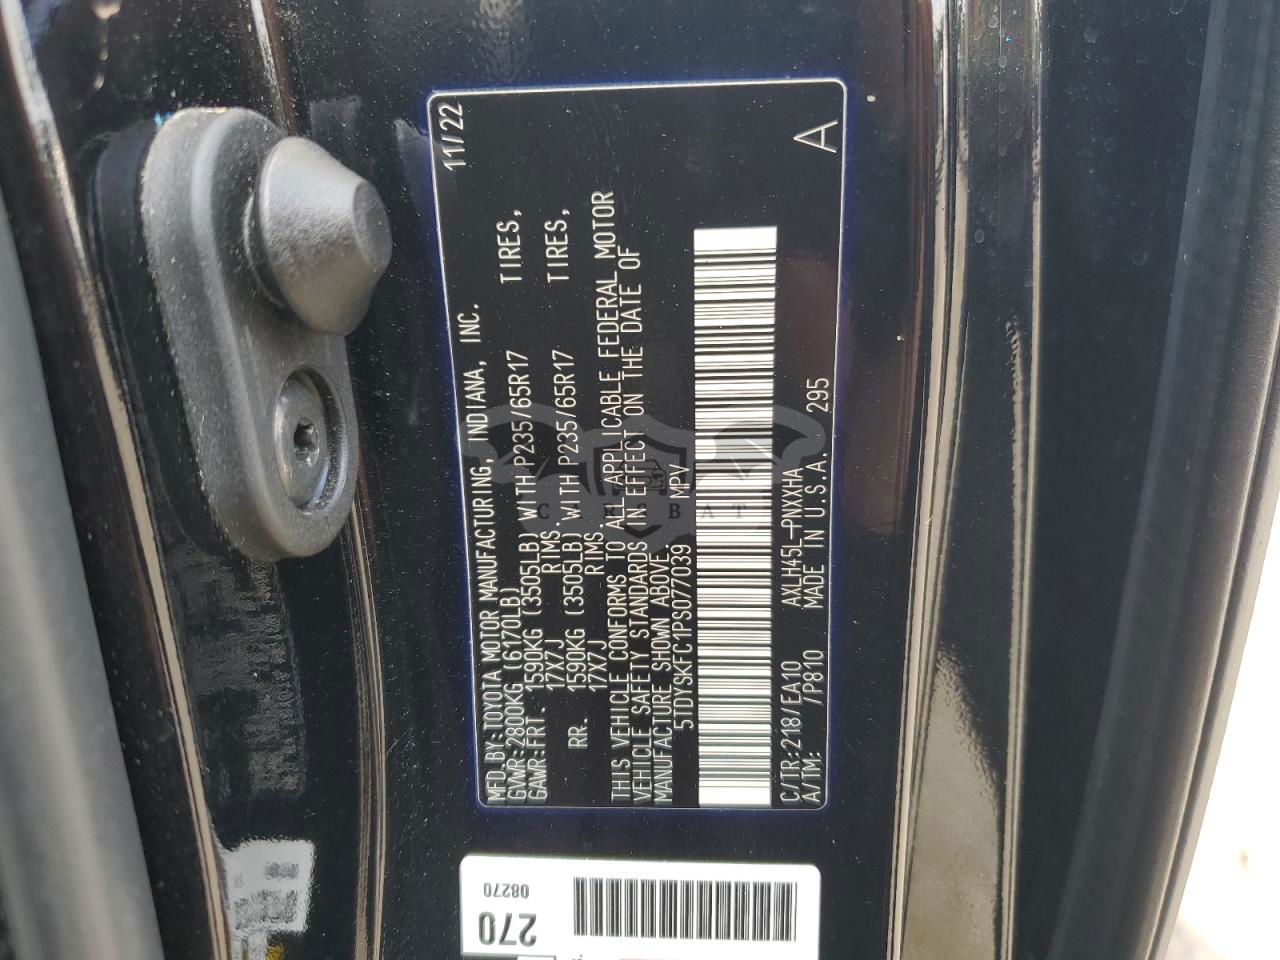 MFD.BY:TOYOTA MOTOR MANUFACTURING, INDIANA, INC. 11/22
GVWR:2800KG (6170LB)
GAWR:FRT. 1590KG (3505LB) WITH P235/65R17 TIRES,
17X7J RIMS,
RR. 1590KG (3505LB) WITH P235/65R17 TIRES,
17X7J RIMS.
THIS VEHICLE CONFORMS TO ALL APPLICABLE FEDERAL MOTOR
VEHICLE SAFETY STANDARDS IN EFFECT ON THE DATE OF
MANUFACTURE SHOWN ABOVE.
5TDYSKFC1PS077039 MPV
C/TR:218/EA10 AXLH45L-PNXXHA
A/TM: /P810 MADE IN U.S.A. 295 A
08270
270
CARSBAT